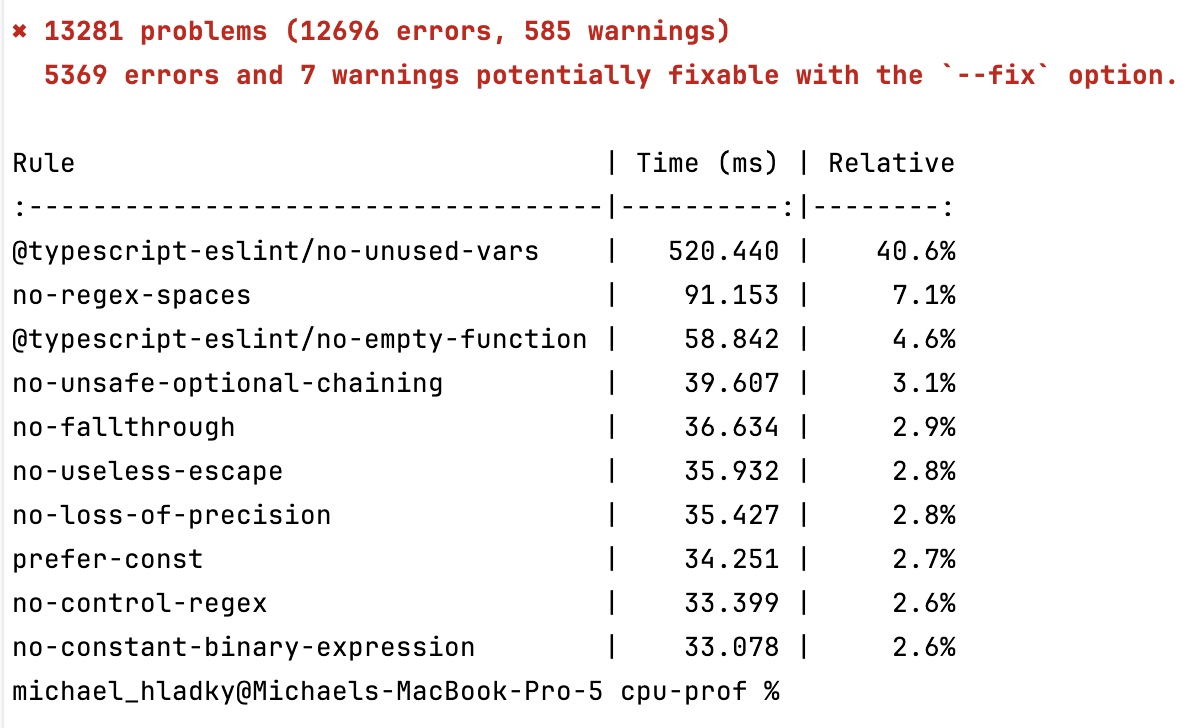 ✖ 13281 problems (12696 errors, 585 warnings)
  5369 errors and 7 warnings potentially fixable with the `--fix` option.

Rule                                 | Time (ms) | Relative
:------------------------------------|----------:|--------:
@typescript-eslint/no-unused-vars    |   520.440 |    40.6%
no-regex-spaces                      |    91.153 |     7.1%
@typescript-eslint/no-empty-function |    58.842 |     4.6%
no-unsafe-optional-chaining          |    39.607 |     3.1%
no-fallthrough                       |    36.634 |     2.9%
no-useless-escape                    |    35.932 |     2.8%
no-loss-of-precision                 |    35.427 |     2.8%
prefer-const                         |    34.251 |     2.7%
no-control-regex                     |    33.399 |     2.6%
no-constant-binary-expression        |    33.078 |     2.6%
michael_hladky@Michaels-MacBook-Pro-5 cpu-prof %